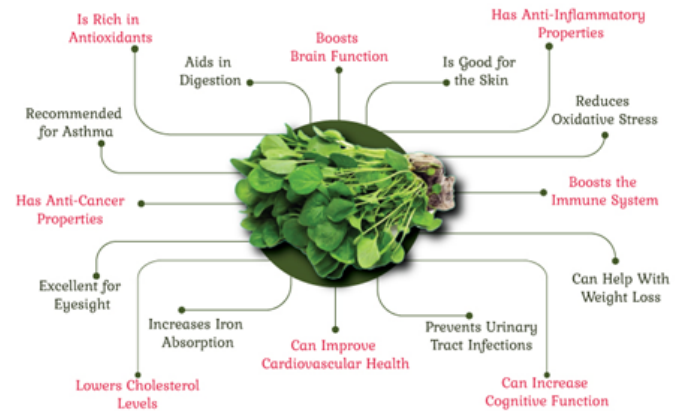 Is Rich in
Antioxidants
Boosts
Brain Function
Has Anti-Inflammatory
Properties
Aids in
Digestion
Is Good for
the Skin
Recommended
for Asthma
Reduces
Oxidative Stress
Has Anti-Cancer
Properties
Boosts the
Immune System
Excellent for
Eyesight
Can Help With
Weight Loss
Increases Iron
Absorption
Can Improve
Cardiovascular Health
Prevents Urinary
Tract Infections
Lowers Cholesterol
Levels
Can Increase
Cognitive Function